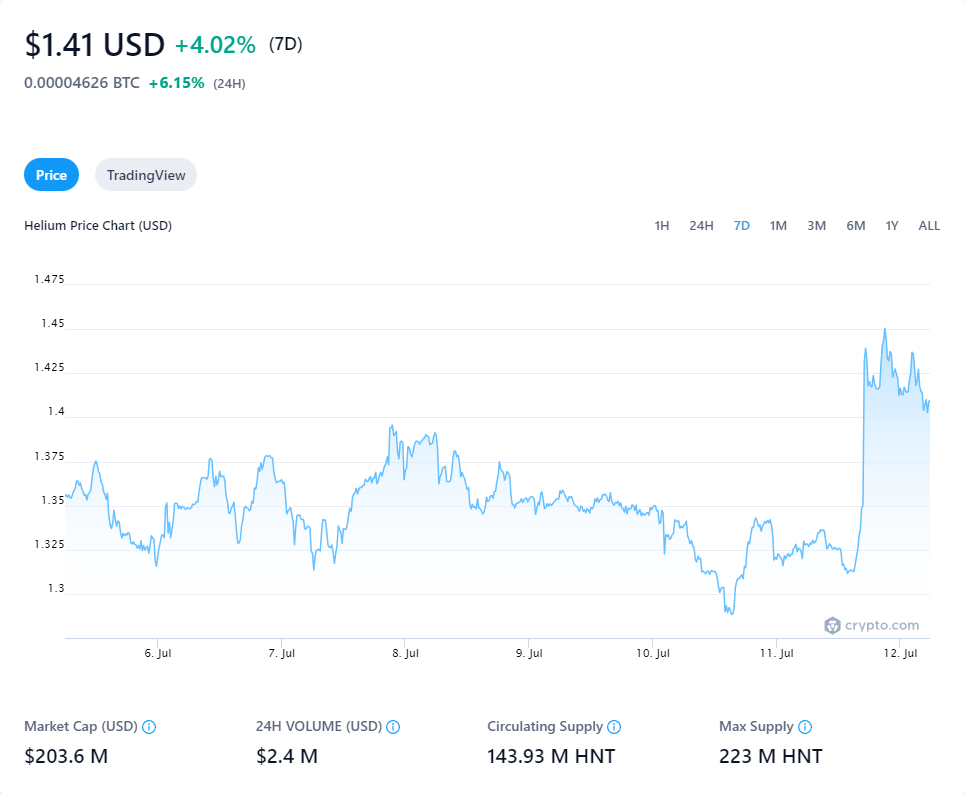 $1.41 USD +4.02% (7D)
0.00004626 BTC +6.15% (24H)
Price TradingView
Helium Price Chart (USD) 1H 24H 7D 1M 3M 6M 1Y ALL
1.475
1.45
1.425
1.4
1.375
1.35
1.325
1.3
crypto.com
6. Jul 7. Jul 8. Jul 9. Jul 10. Jul 11. Jul 12. Jul
Market Cap (USD) 24H VOLUME (USD) Circulating Supply Max Supply
$203.6 M $2.4 M 143.93 M HNT 223 M HNT